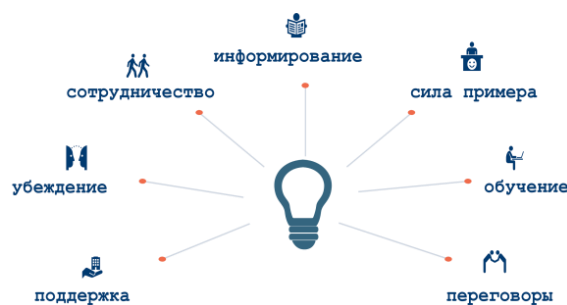 информирование
сотрудничество
сила примера
убеждение
обучение
поддержка
переговоры